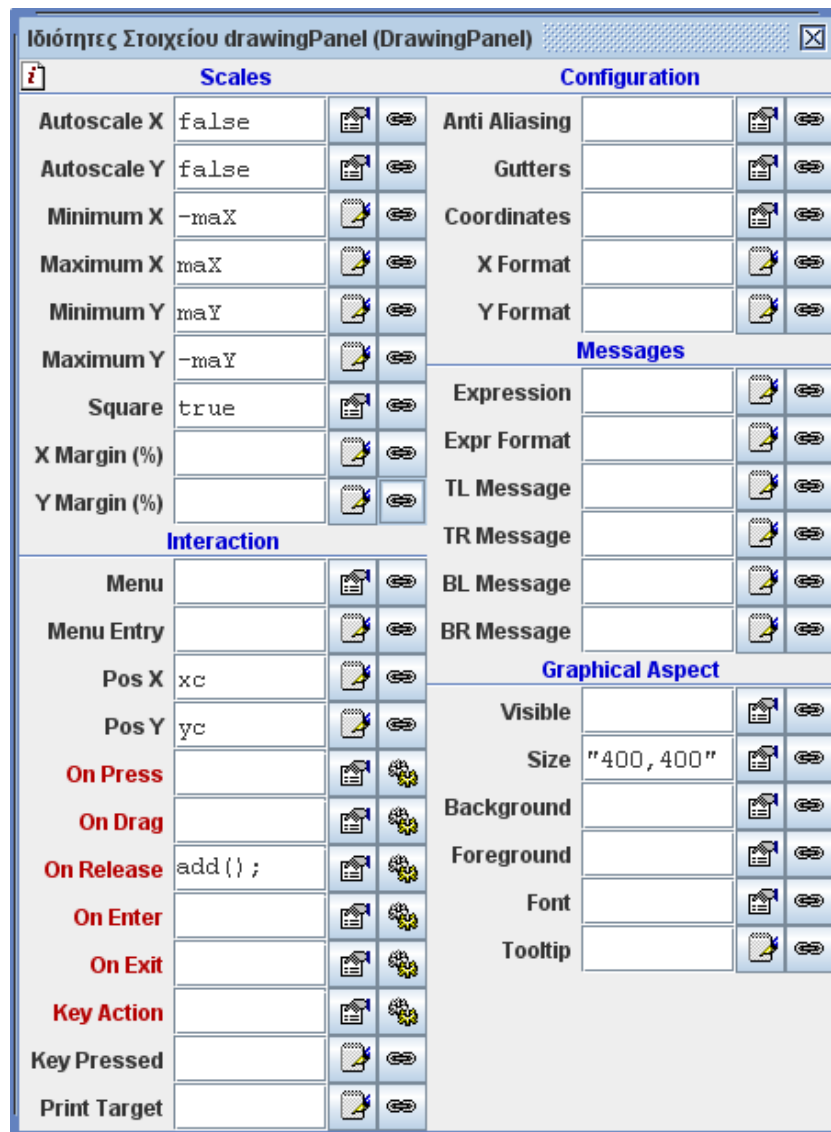 Ιδιότητες Στοιχείου drawingPanel (DrawingPanel)
Scales
Autoscale X false
Autoscale Y false
Minimum X -maX
Maximum X maX
Minimum Y maY
Maximum Y -maY
Square true
X Margin (%)
Y Margin (%)
Interaction
Menu
Menu Entry
Pos X xc
Pos Y yc
On Press
On Drag
On Release add();
On Enter
On Exit
Key Action
Key Pressed
Print Target
Configuration
Anti Aliasing
Gutters
Coordinates
X Format
Y Format
Messages
Expression
Expr Format
TL Message
TR Message
BL Message
BR Message
Graphical Aspect
Visible
Size "400,400"
Background
Foreground
Font
Tooltip